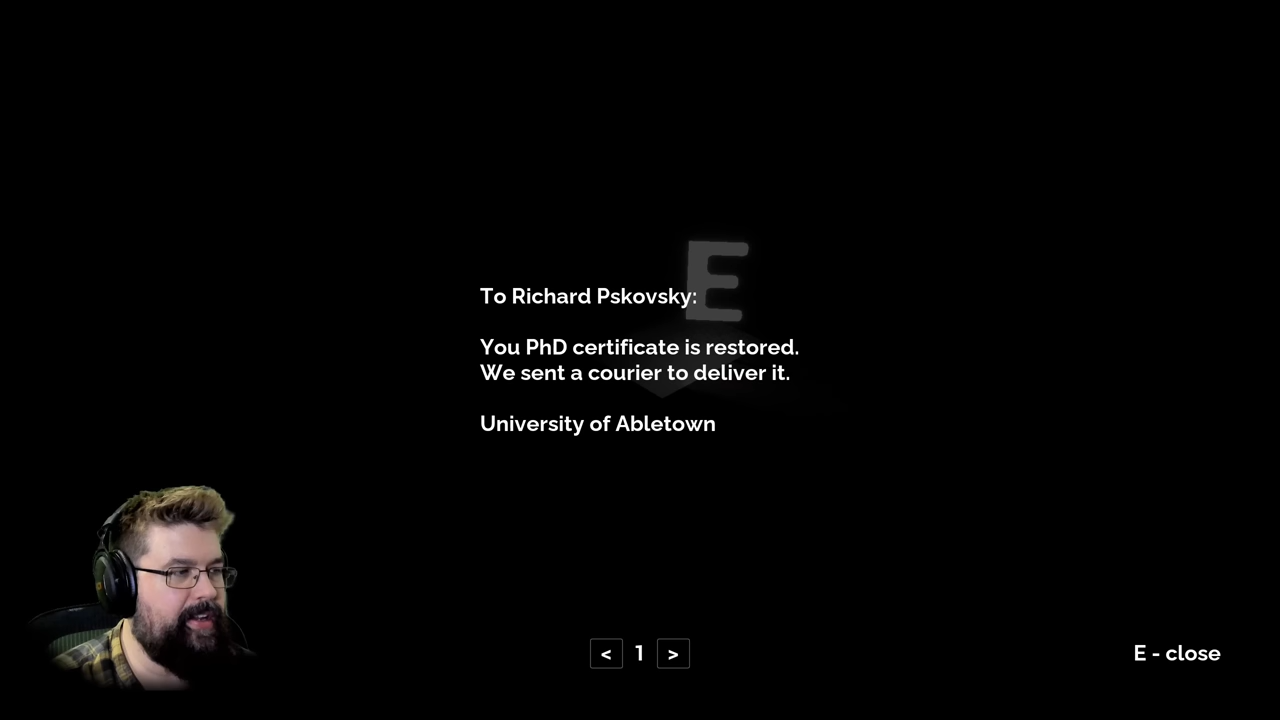 E
To Richard Pskovsky:
You PhD certificate is restored.
We sent a courier to deliver it.
University of Abletown
< 1 >
E - close